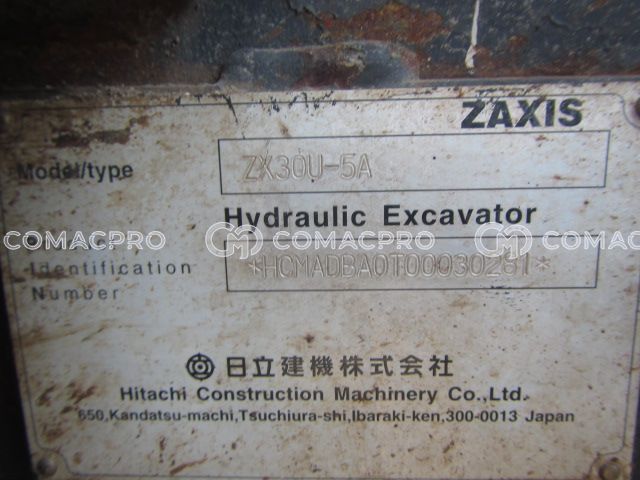 ZAXIS
Model/type
ZX30U-5A
Hydraulic Excavator
COMACPRO COMACPRO COMACPRO
Product
Identification
Number
*HCMADBA0T00030281*
日立建機株式会社
Hitachi Construction Machinery Co.,Ltd.
650,Kandatsu-machi,Tsuchiura-shi,Ibaraki-ken,300-0013 Japan